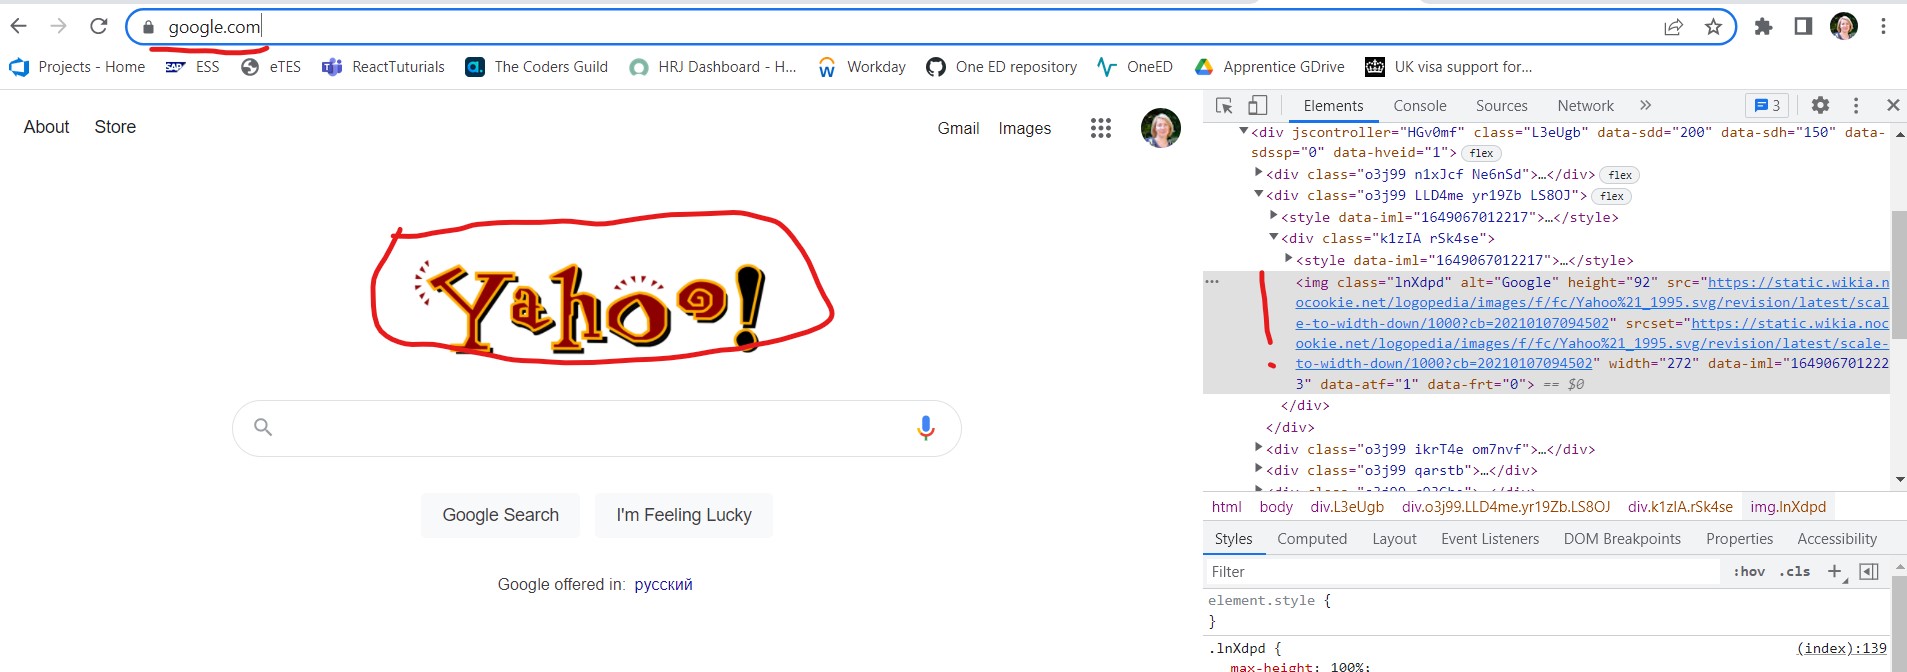 google.com
Projects - Home
SAP ESS
eTES
ReactTuturials
a. The Coders Guild
HRJ Dashboard - H...
Workday
One ED repository
OneED
Apprentice GDrive
UK visa support for...
About Store
Gmail Images
Yahoo!
Google Search I'm Feeling Lucky
Google offered in: русский
Elements Console Sources Network » 3
▼<div jscontroller="HGv0mf" class="L3eUgb" data-sdd="200" data-sdh="150" data-
sdssp="0" data-hveid="1"> flex
▶<div class="o3j99 n1xJcf Ne6nSd">…</div> flex
▼<div class="o3j99 LLD4me yr19Zb LS8OJ"> flex
▶<style data-iml="1649067012217">…</style>
▼<div class="k1zIA rSk4se">
▶<style data-iml="1649067012217">…</style>
<img class="lnXdpd" alt="Google" height="92" src="https://static.wikia.n
ocookie.net/logopedia/images/f/fc/Yahoo%21_1995.svg/revision/latest/scal
e-to-width-down/1000?cb=20210107094502" srcset="https://static.wikia.noc
ookie.net/logopedia/images/f/fc/Yahoo%21_1995.svg/revision/latest/scale-
to-width-down/1000?cb=20210107094502" width="272" data-iml="164906701222
3" data-atf="1" data-frt="0"> == $0
</div>
</div>
▶<div class="o3j99 ikrT4e om7nvf">…</div>
▶<div class="o3j99 qarstb">…</div>
html body div.L3eUgb div.o3j99.LLD4me.yr19Zb.LS8OJ div.k1zIA.rSk4se img.lnXdpd
Styles Computed Layout Event Listeners DOM Breakpoints Properties Accessibility
Filter :hov .cls +
element.style {
}
.lnXdpd { (index):139
max-height: 100%;